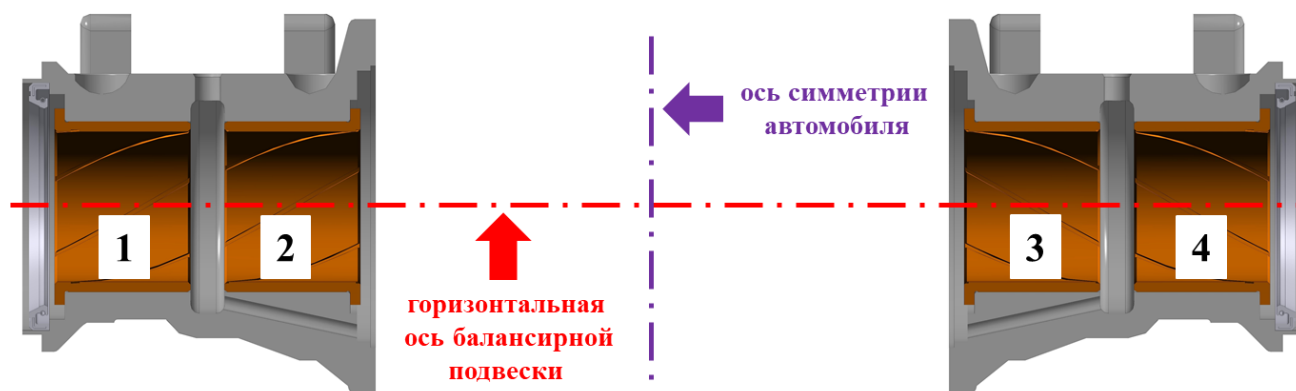 ось симметрии
автомобиля
1
2
3
4
горизонтальная
ось балансирной
подвески